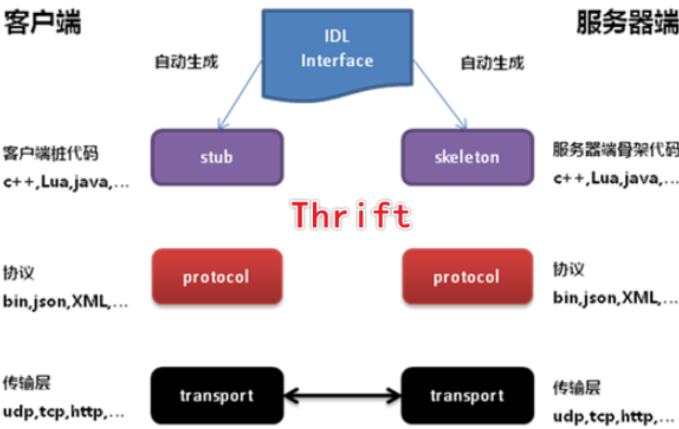 客户端
服务器端
IDL
Interface
自动生成
自动生成
客户端桩代码
c++,Lua,java,...
stub
skeleton
服务器端骨架代码
c++,Lua,java,...
Thrift
协议
bin,json,XML,...
protocol
protocol
协议
bin,json,XML,...
传输层
udp,tcp,http,...
transport
transport
传输层
udp,tcp,http,...